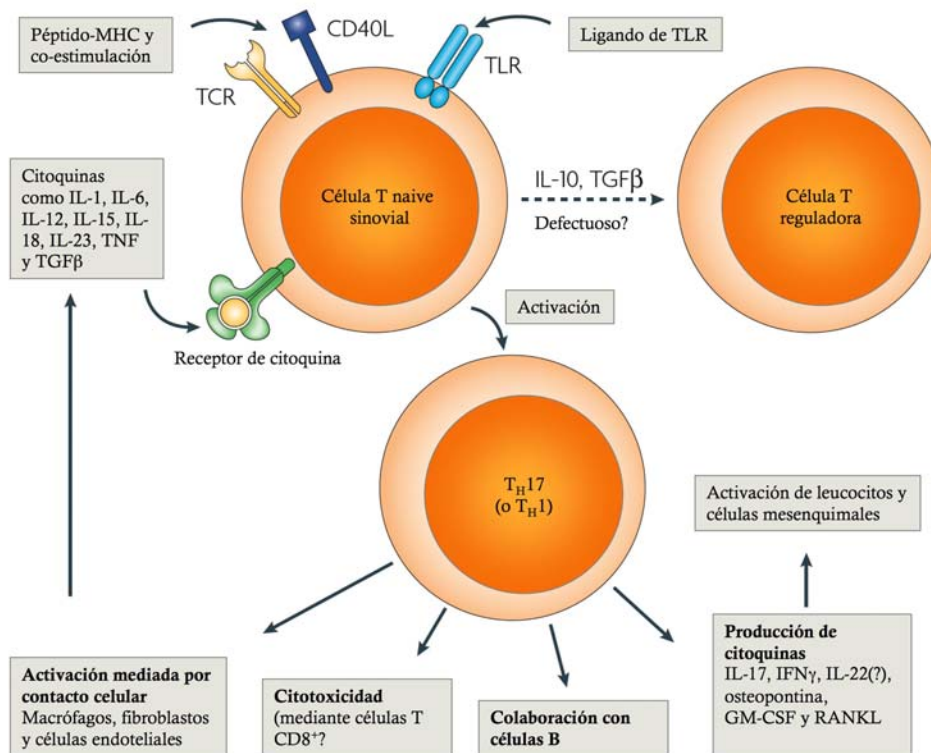 Péptido-MHC y
co-estimulación
CD40L
TCR
TLR
Ligando de TLR
Citoquinas
como IL-1, IL-6,
IL-12, IL-15, IL-
18, IL-23, TNF
y TGFβ
Célula T naive
sinovial
IL-10, TGFβ
Defectuoso?
Célula T
reguladora
Receptor de citoquina
Activación
T_H17
(o T_H1)
Activación de leucocitos y
células mesenquimales
Activación mediada por
contacto celular
Macrófagos, fibroblastos
y células endoteliales
Citotoxicidad
(mediante células T
CD8⁺?
Colaboración con
células B
Producción de
citoquinas
IL-17, IFNγ, IL-22(?),
osteopontina,
GM-CSF y RANKL